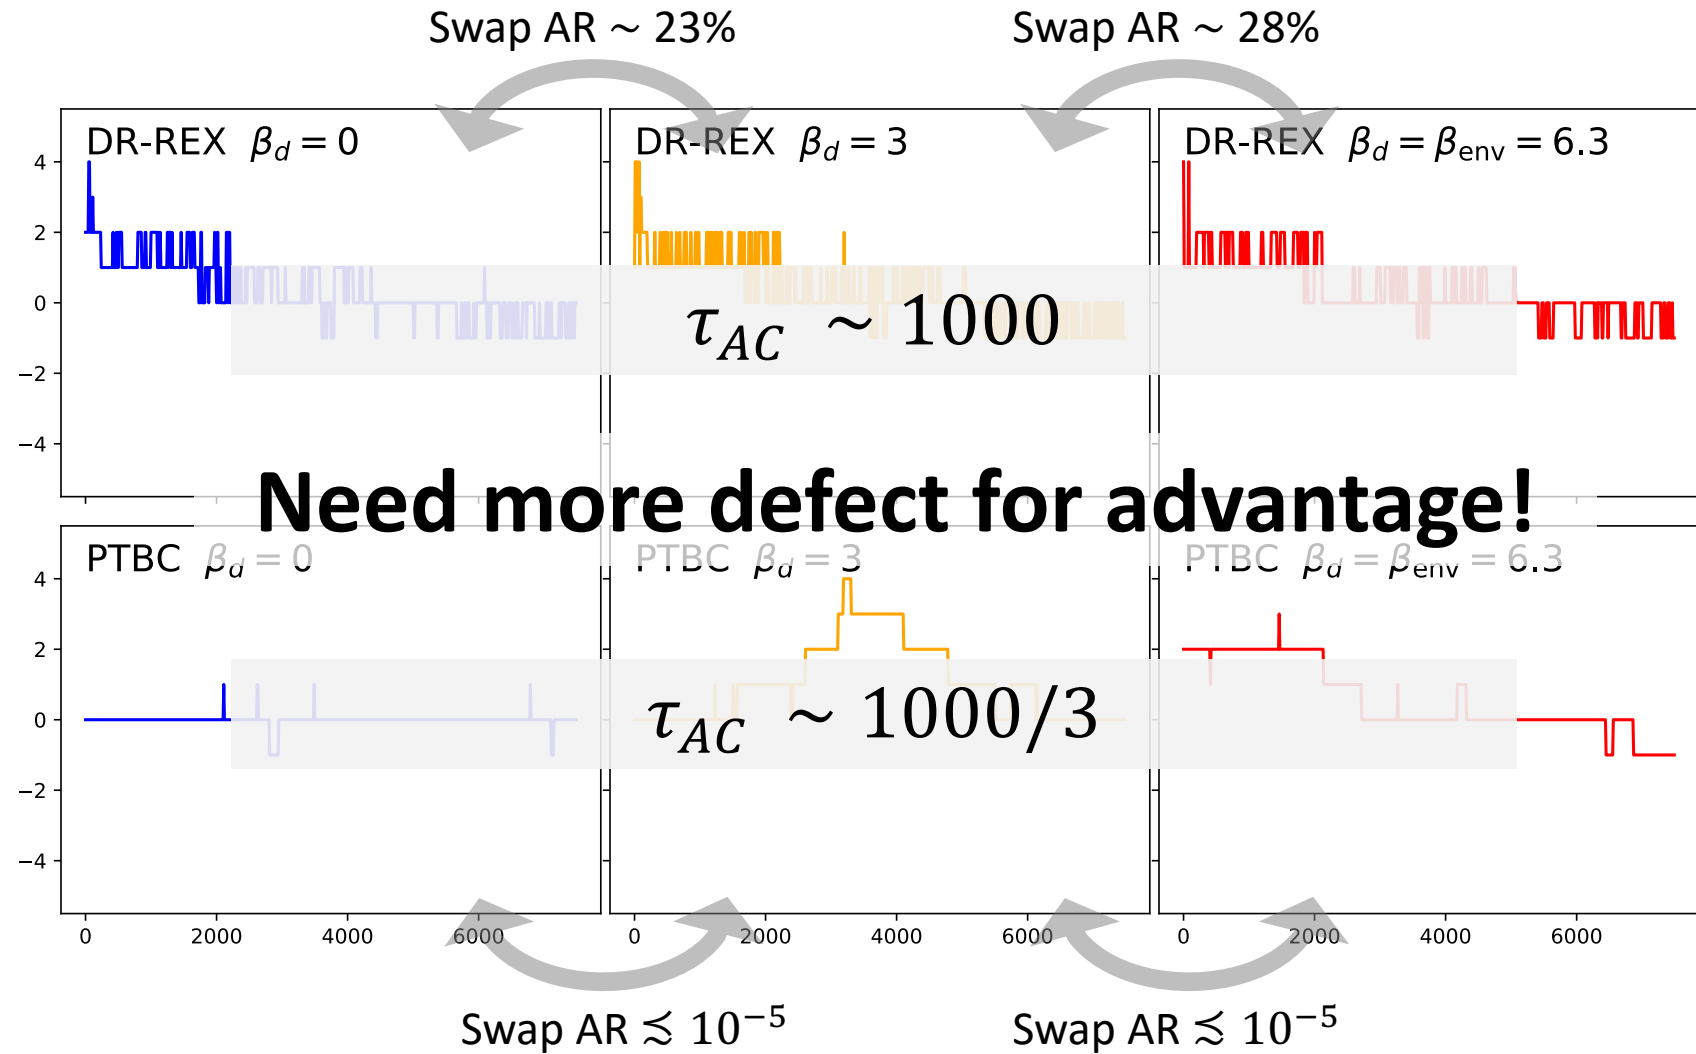 Swap AR ∼ 23% Swap AR ∼ 28%
DR-REX β_d = 0 DR-REX β_d = 3 DR-REX β_d = β_env = 6.3
4
2
0
−2
−4
τ_AC ∼ 1000
Need more defect for advantage!
PTBC β_d = 0 PTBC β_d = 3 PTBC β_d = β_env = 6.3
4
2
0
−2
−4
τ_AC ∼ 1000/3
0 2000 4000 6000 0 2000 4000 6000 0 2000 4000 6000
Swap AR ≲ 10^−5 Swap AR ≲ 10^−5